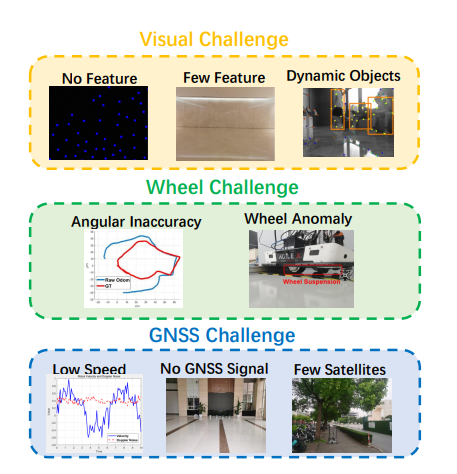 Visual Challenge
No Feature
Few Feature
Dynamic Objects
Wheel Challenge
Angular Inaccuracy
Wheel Anomaly
Raw Odom
GT
Wheel Suspension
GNSS Challenge
Low Speed
No GNSS Signal
Few Satellites
Velocity
Doppler Noise